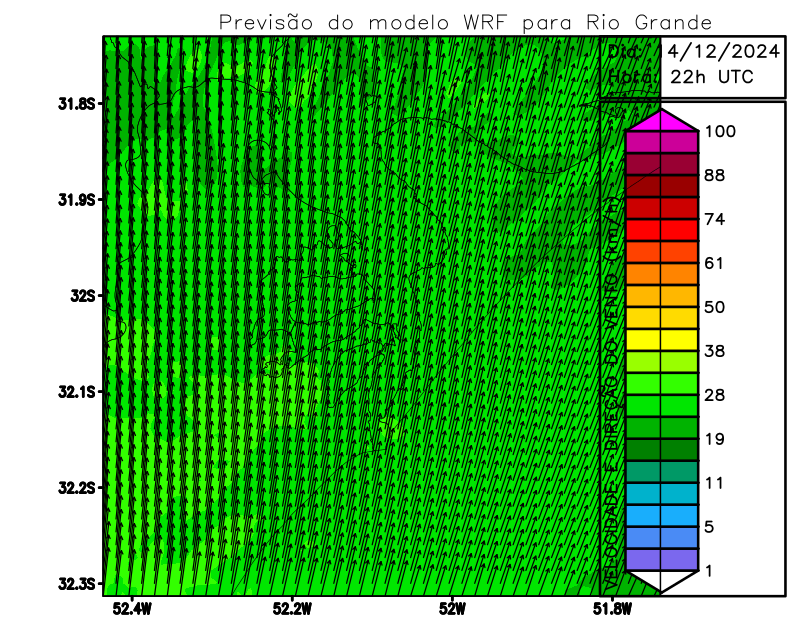 Previsão do modelo WRF para Rio Grande
Dia: 4/12/2024
Hora: 22h UTC
31.8S
31.9S
32S
32.1S
32.2S
32.3S
52.4W
52.2W
52W
51.8W
VELOCIDADE E DIREÇÃO DO VENTO (km/h)
100
88
74
61
50
38
28
19
11
5
1